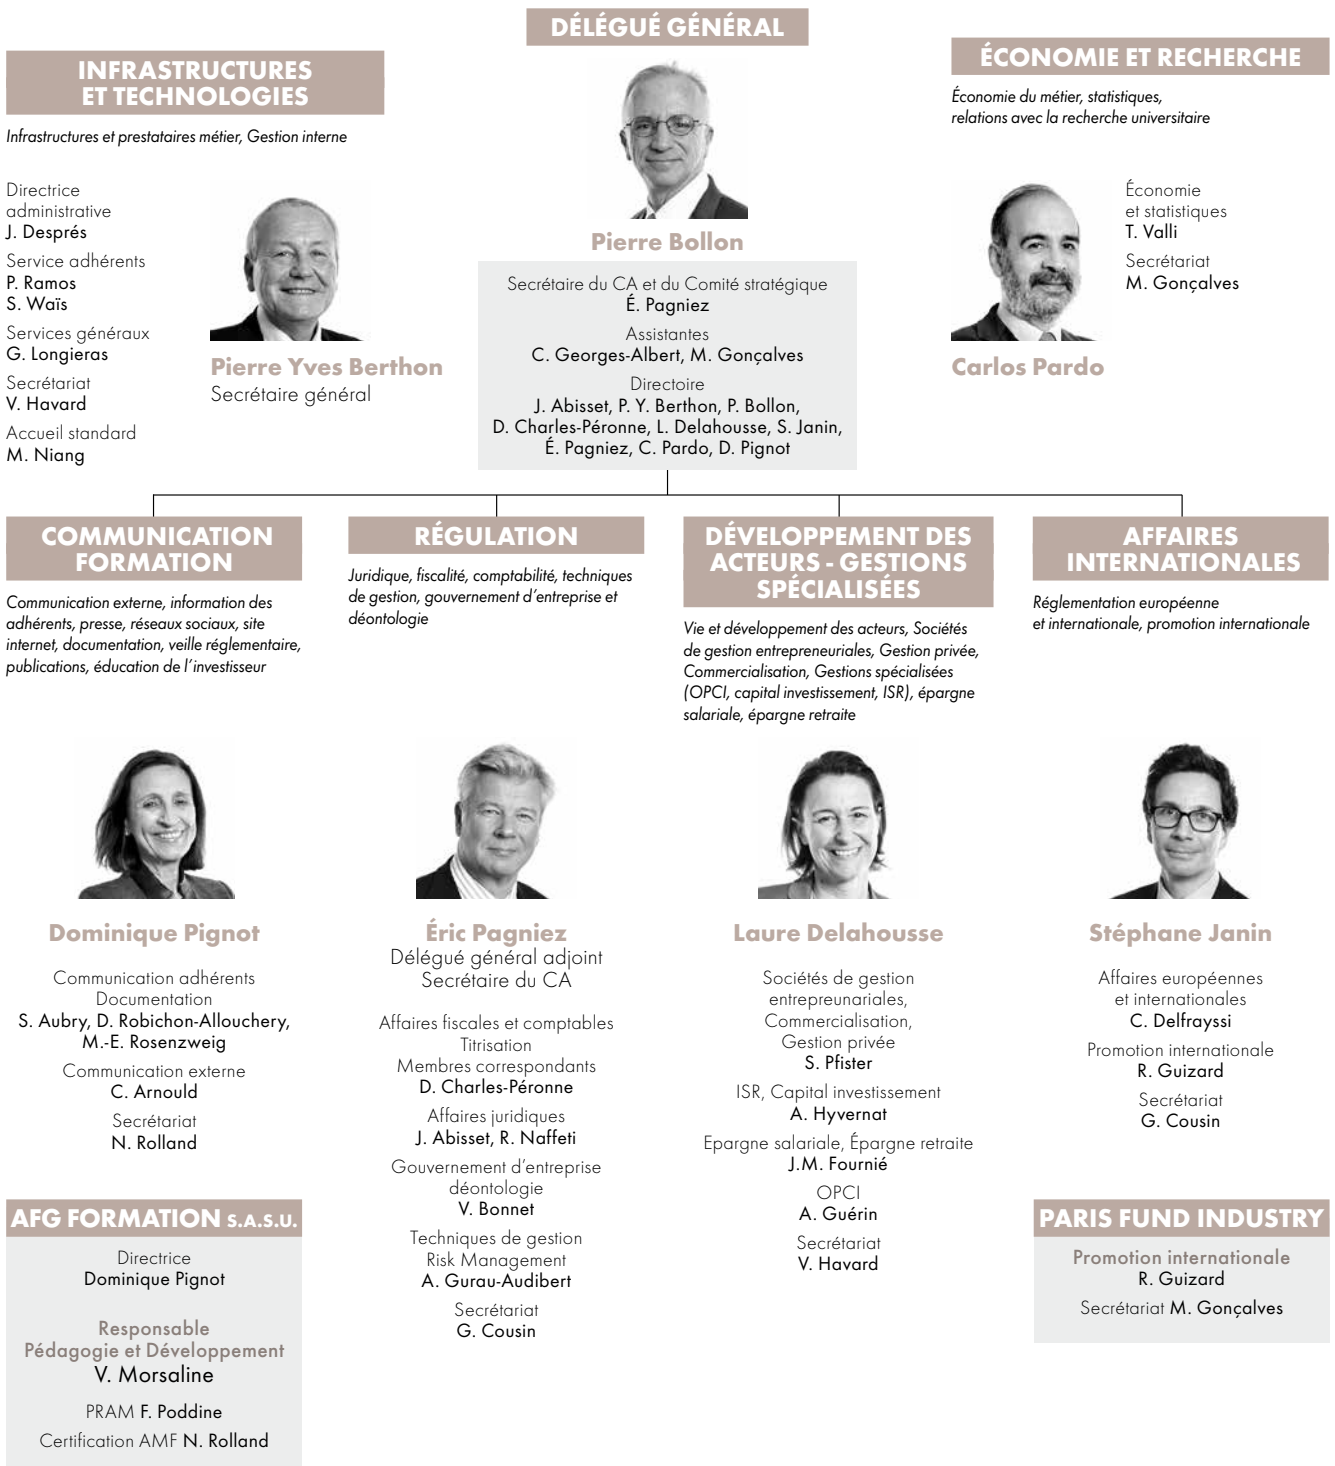 DÉLÉGUÉ GÉNÉRAL
Pierre Bollon
Secrétaire du CA et du Comité stratégique
É. Pagniez
Assistantes
C. Georges-Albert, M. Gonçalves
Directoire
J. Abisset, P. Y. Berthon, P. Bollon,
D. Charles-Péronne, L. Delahousse, S. Janin,
É. Pagniez, C. Pardo, D. Pignot
INFRASTRUCTURES
ET TECHNOLOGIES
Infrastructures et prestataires métier, Gestion interne
Directrice
administrative
J. Després
Service adhérents
P. Ramos
S. Waïs
Services généraux
G. Longieras
Secrétariat
V. Havard
Accueil standard
M. Niang
Pierre Yves Berthon
Secrétaire général
ÉCONOMIE ET RECHERCHE
Économie du métier, statistiques,
relations avec la recherche universitaire
Carlos Pardo
Économie
et statistiques
T. Valli
Secrétariat
M. Gonçalves
COMMUNICATION
FORMATION
Communication externe, information des
adhérents, presse, réseaux sociaux, site
internet, documentation, veille réglementaire,
publications, éducation de l'investisseur
Dominique Pignot
Communication adhérents
Documentation
S. Aubry, D. Robichon-Allouchery,
M.-E. Rosenzweig
Communication externe
C. Arnould
Secrétariat
N. Rolland
AFG FORMATION S.A.S.U.
Directrice
Dominique Pignot
Responsable
Pédagogie et Développement
V. Morsaline
PRAM F. Poddine
Certification AMF N. Rolland
RÉGULATION
Juridique, fiscalité, comptabilité, techniques
de gestion, gouvernement d'entreprise et
déontologie
Éric Pagniez
Délégué général adjoint
Secrétaire du CA
Affaires fiscales et comptables
Titrisation
Membres correspondants
D. Charles-Péronne
Affaires juridiques
J. Abisset, R. Naffeti
Gouvernement d'entreprise
déontologie
V. Bonnet
Techniques de gestion
Risk Management
A. Gurau-Audibert
Secrétariat
G. Cousin
DÉVELOPPEMENT DES
ACTEURS - GESTIONS
SPÉCIALISÉES
Vie et développement des acteurs, Sociétés
de gestion entrepreneuriales, Gestion privée,
Commercialisation, Gestions spécialisées
(OPCI, capital investissement, ISR), épargne
salariale, épargne retraite
Laure Delahousse
Sociétés de gestion
entrepreunariales,
Commercialisation,
Gestion privée
S. Pfister
ISR, Capital investissement
A. Hyvernat
Epargne salariale, Épargne retraite
J.M. Fournié
OPCI
A. Guérin
Secrétariat
V. Havard
AFFAIRES
INTERNATIONALES
Réglementation européenne
et internationale, promotion internationale
Stéphane Janin
Affaires européennes
et internationales
C. Delfrayssi
Promotion internationale
R. Guizard
Secrétariat
G. Cousin
PARIS FUND INDUSTRY
Promotion internationale
R. Guizard
Secrétariat M. Gonçalves